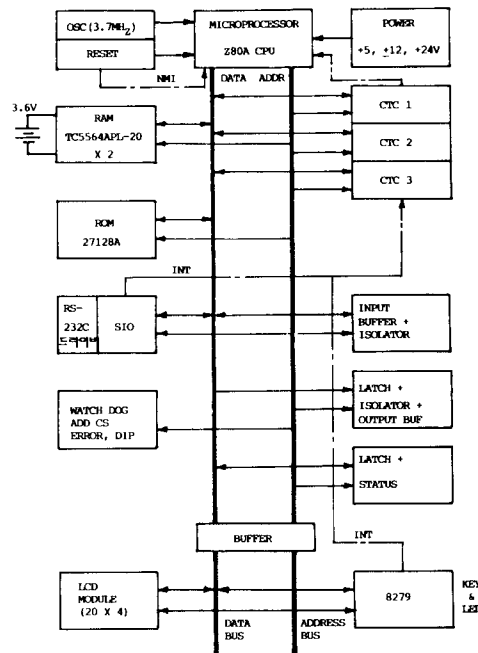 OSC(3.7MHz)
RESET
MICROPROCESSOR
Z80A CPU
POWER
+5, ±12, +24V
NMI
DATA ADDR
3.6V
RAM
TC5564APL-20
X 2
CTC 1
CTC 2
CTC 3
ROM
27128A
INT
RS-
232C
SIO
INPUT
BUFFER +
ISOLATOR
WATCH DOG
ADD CS
ERROR, DIP
LATCH +
ISOLATOR +
OUTPUT BUF
LATCH +
STATUS
BUFFER
INT
LCD
MODULE
(20 X 4)
8279
KEY
&
LED
DATA
BUS
ADDRESS
BUS